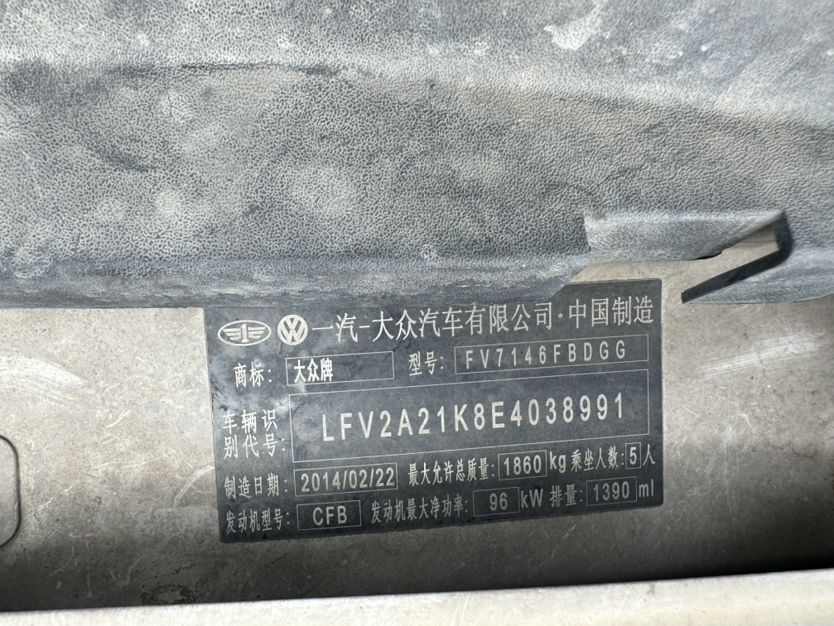 一汽-大众汽车有限公司·中国制造
商标: 大众牌 型号: FV7146FBDGG
车辆识别代号: LFV2A21K8E4038991
制造日期: 2014/02/22 最大允许总质量: 1860 kg 乘坐人数: 5 人
发动机型号: CFB 发动机最大净功率: 96 kW 排量: 1390 ml